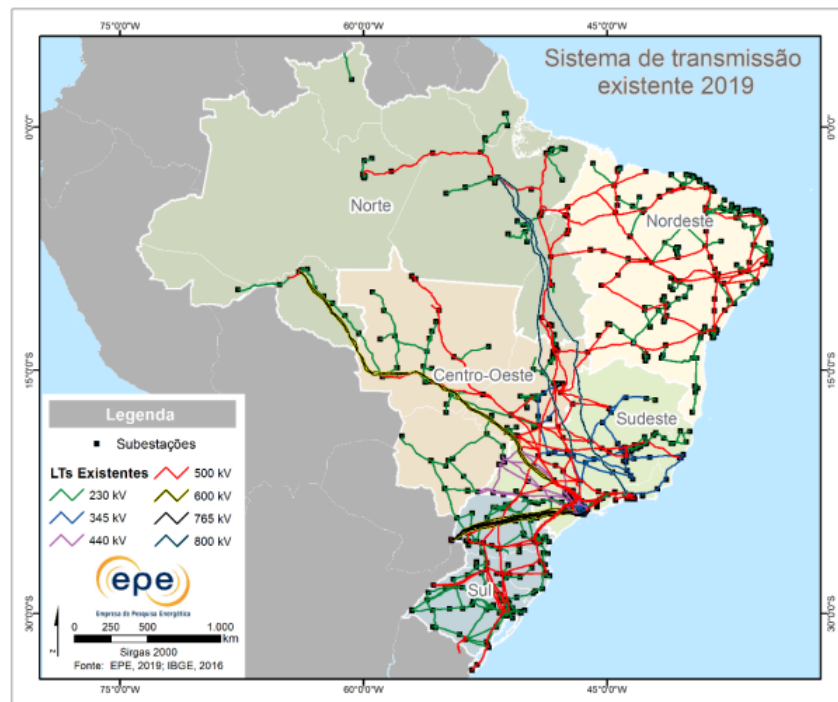 75°0'0"W 60°0'0"W 45°0'0"W
Sistema de transmissão
existente 2019
0°0'0"
0°0'0"
Norte
Nordeste
15°0'0"S
15°0'0"S
Centro-Oeste
Sudeste
Sul
30°0'0"S
30°0'0"S
Legenda
Subestações
LTs Existentes
230 kV
345 kV
440 kV
500 kV
600 kV
765 kV
800 kV
epe
Empresa de Pesquisa Energética
0 500 1.000
km
Sirgas 2000
Fonte: EPE, 2019; IBGE, 2016
z
75°0'0"W 60°0'0"W 45°0'0"W